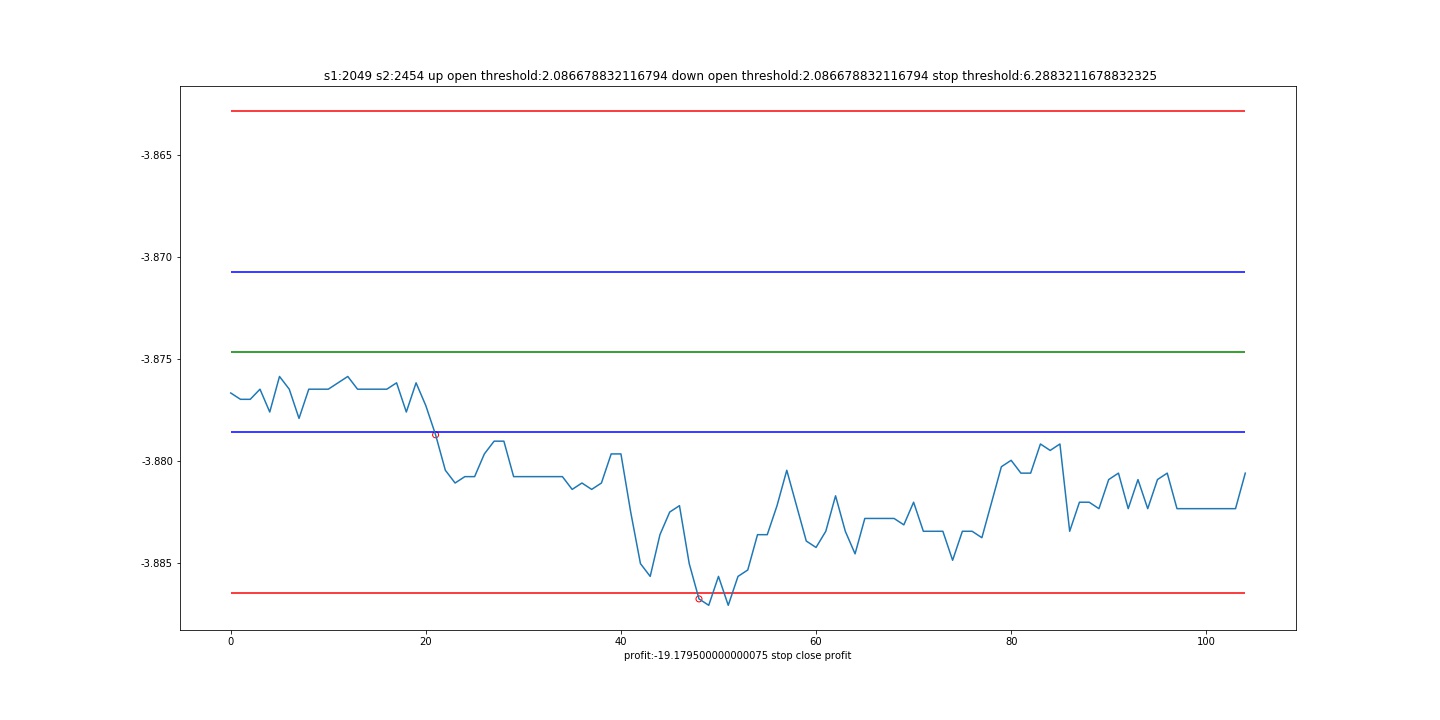 s1:2049 s2:2454 up open threshold:2.086678832116794 down open threshold:2.086678832116794 stop threshold:6.2883211678832325
-3.865
-3.870
-3.875
-3.880
-3.885
0 20 40 60 80 100
profit:-19.179500000000075 stop close profit